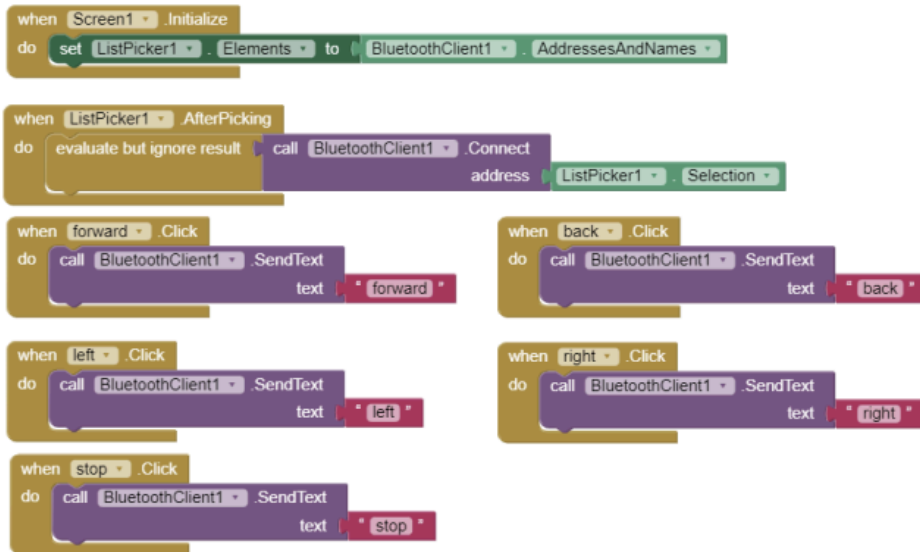 when Screen1 .Initialize
do set ListPicker1 . Elements to BluetoothClient1 . AddressesAndNames
when ListPicker1 .AfterPicking
do evaluate but ignore result call BluetoothClient1 .Connect
address ListPicker1 . Selection
when forward .Click
do call BluetoothClient1 .SendText
text " forward "
when back .Click
do call BluetoothClient1 .SendText
text " back "
when left .Click
do call BluetoothClient1 .SendText
text " left "
when right .Click
do call BluetoothClient1 .SendText
text " right "
when stop .Click
do call BluetoothClient1 .SendText
text " stop "